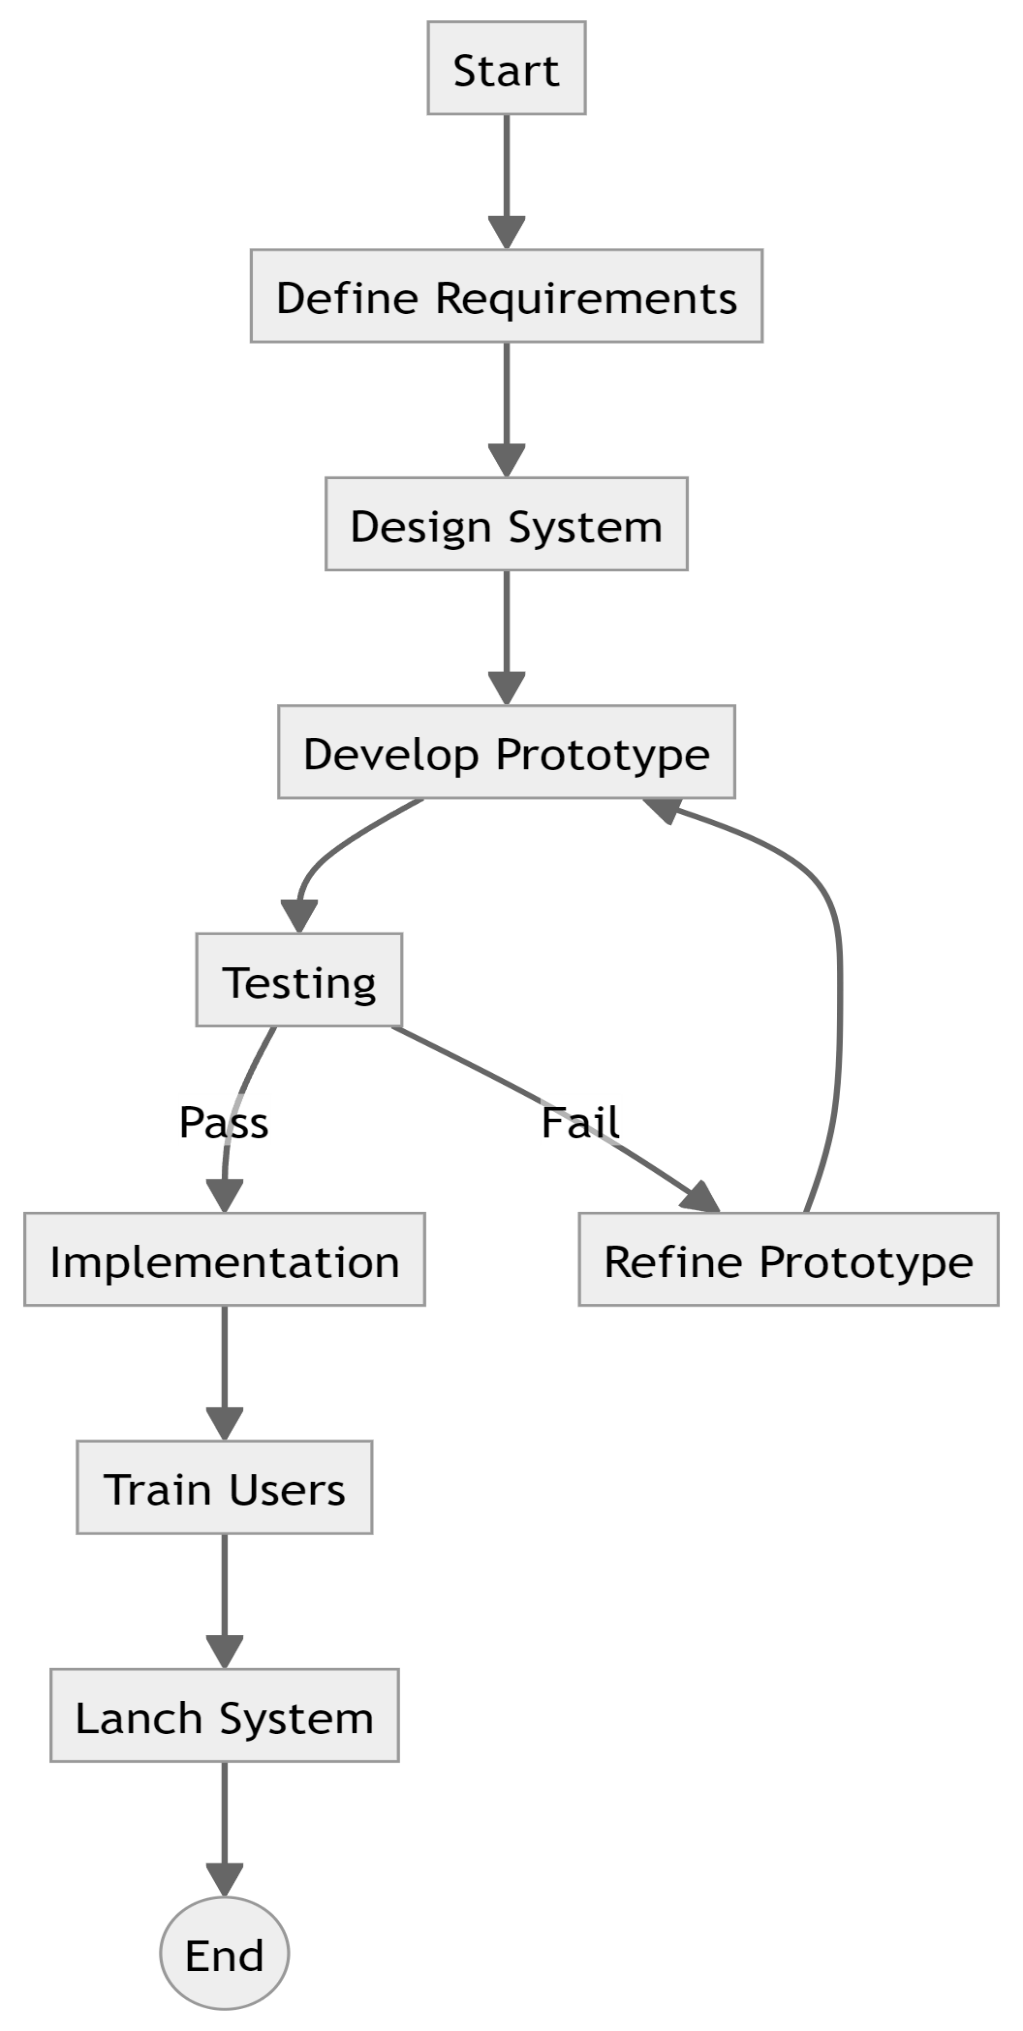 Start
Define Requirements
Design System
Develop Prototype
Testing
Pass
Fail
Implementation
Refine Prototype
Train Users
Lanch System
End